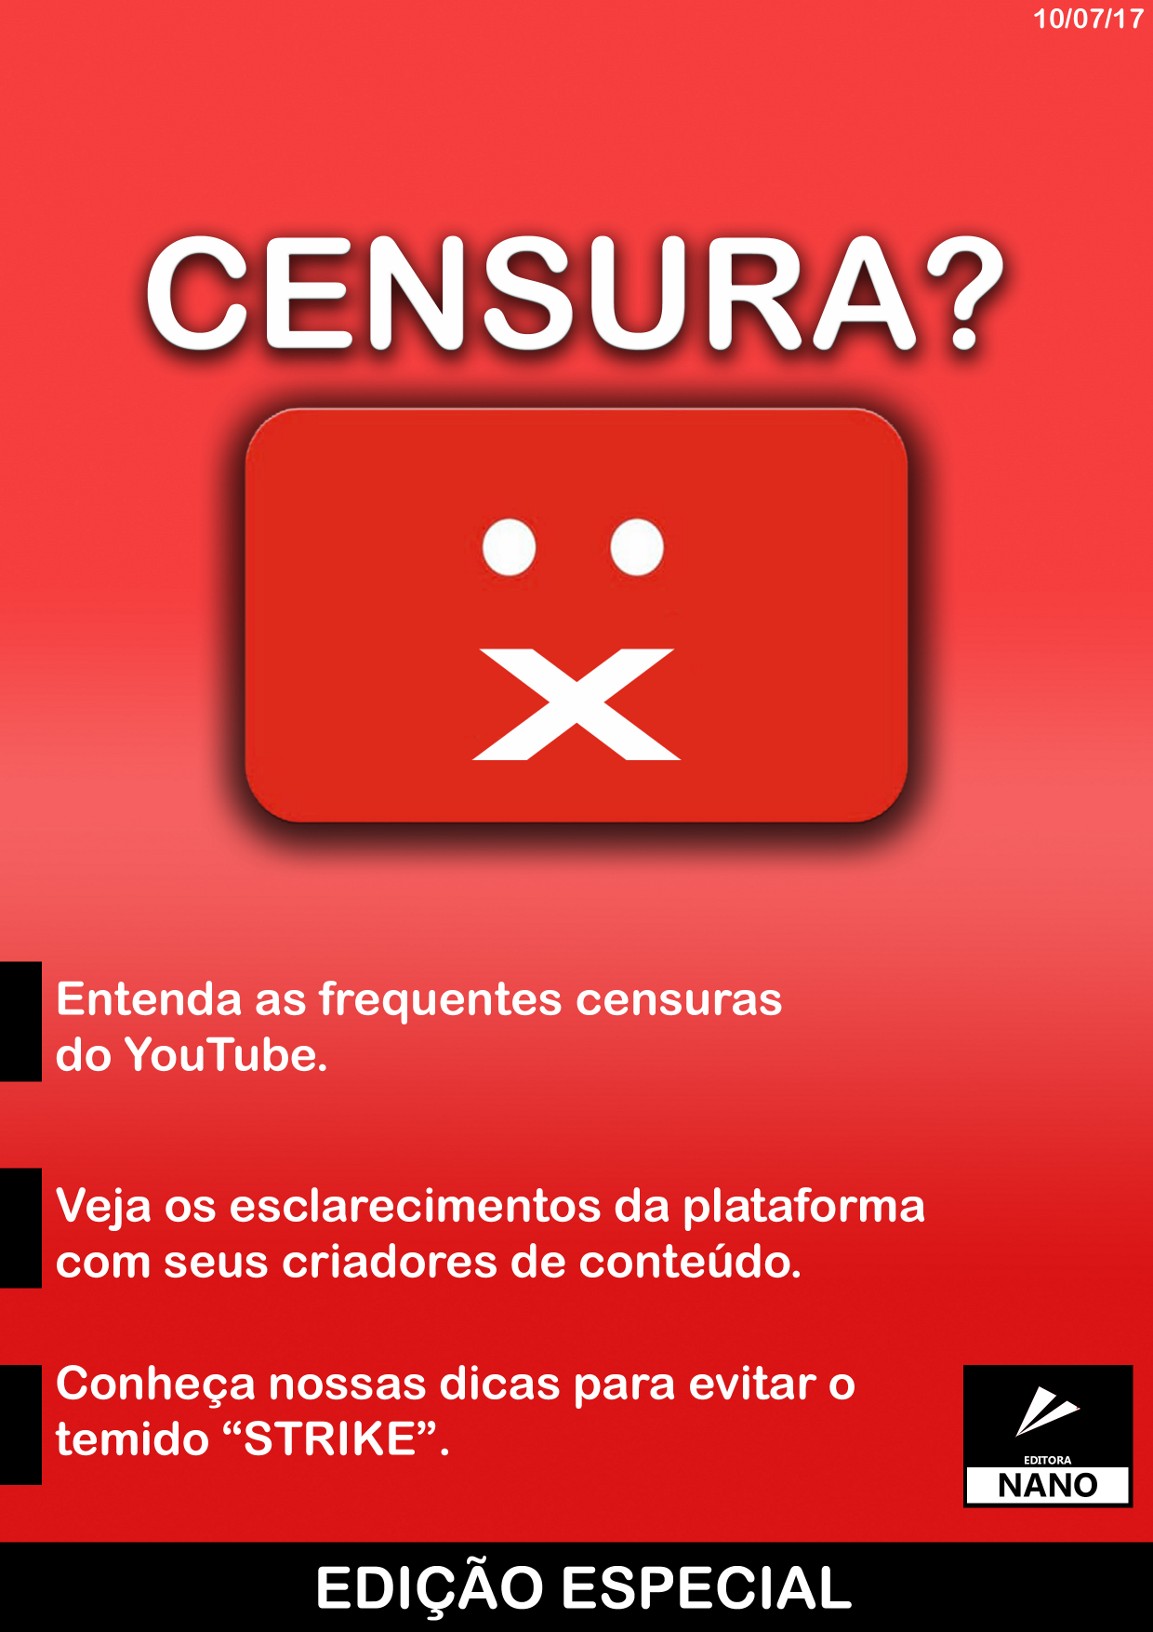 10/07/17
CENSURA?
Entenda as frequentes censuras
do YouTube.
Veja os esclarecimentos da plataforma
com seus criadores de conteúdo.
Conheça nossas dicas para evitar o
temido “STRIKE”.
EDITORA
NANO
EDIÇÃO ESPECIAL